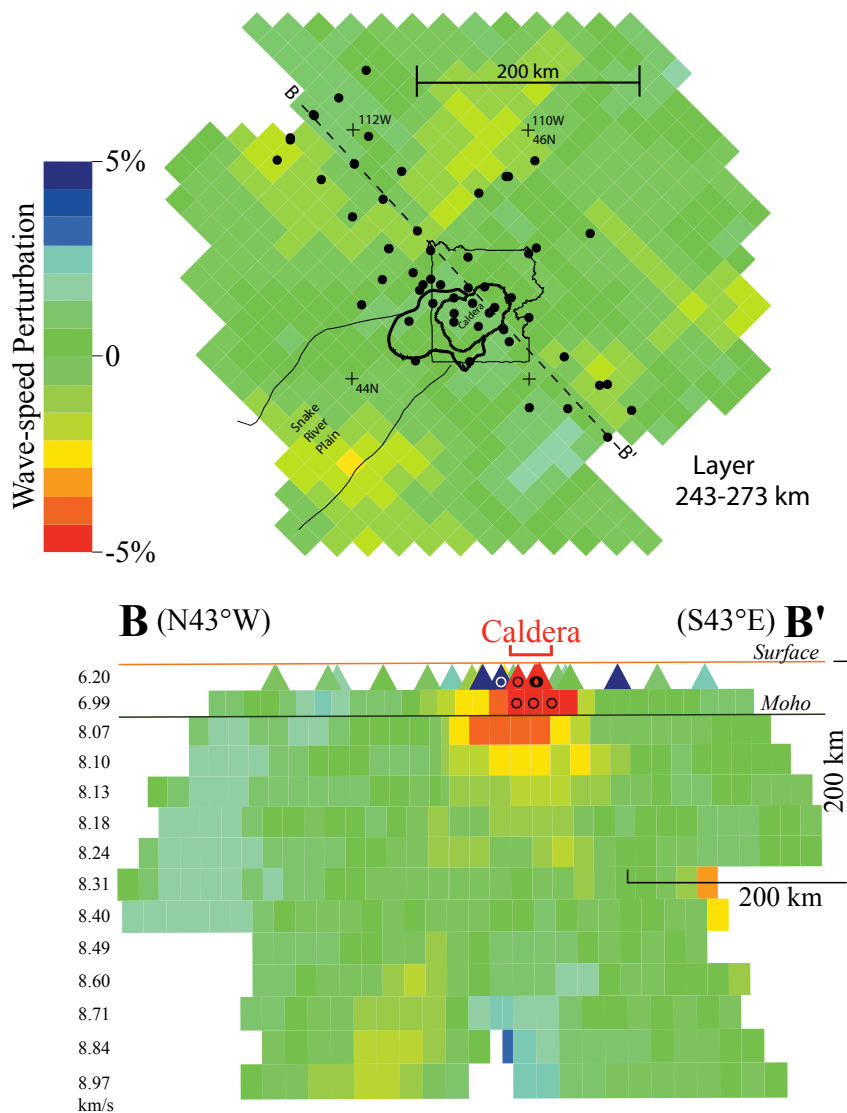 200 km
B
112W
110W
46N
5%
Wave-speed Perturbation
0
-5%
Caldera
44N
Snake
River
Plain
B'
Layer
243-273 km
B (N43°W)
(S43°E) B'
Caldera
Surface
6.20
6.99
Moho
8.07
8.10
8.13
8.18
8.24
8.31
8.40
8.49
8.60
8.71
8.84
8.97
km/s
200 km
200 km